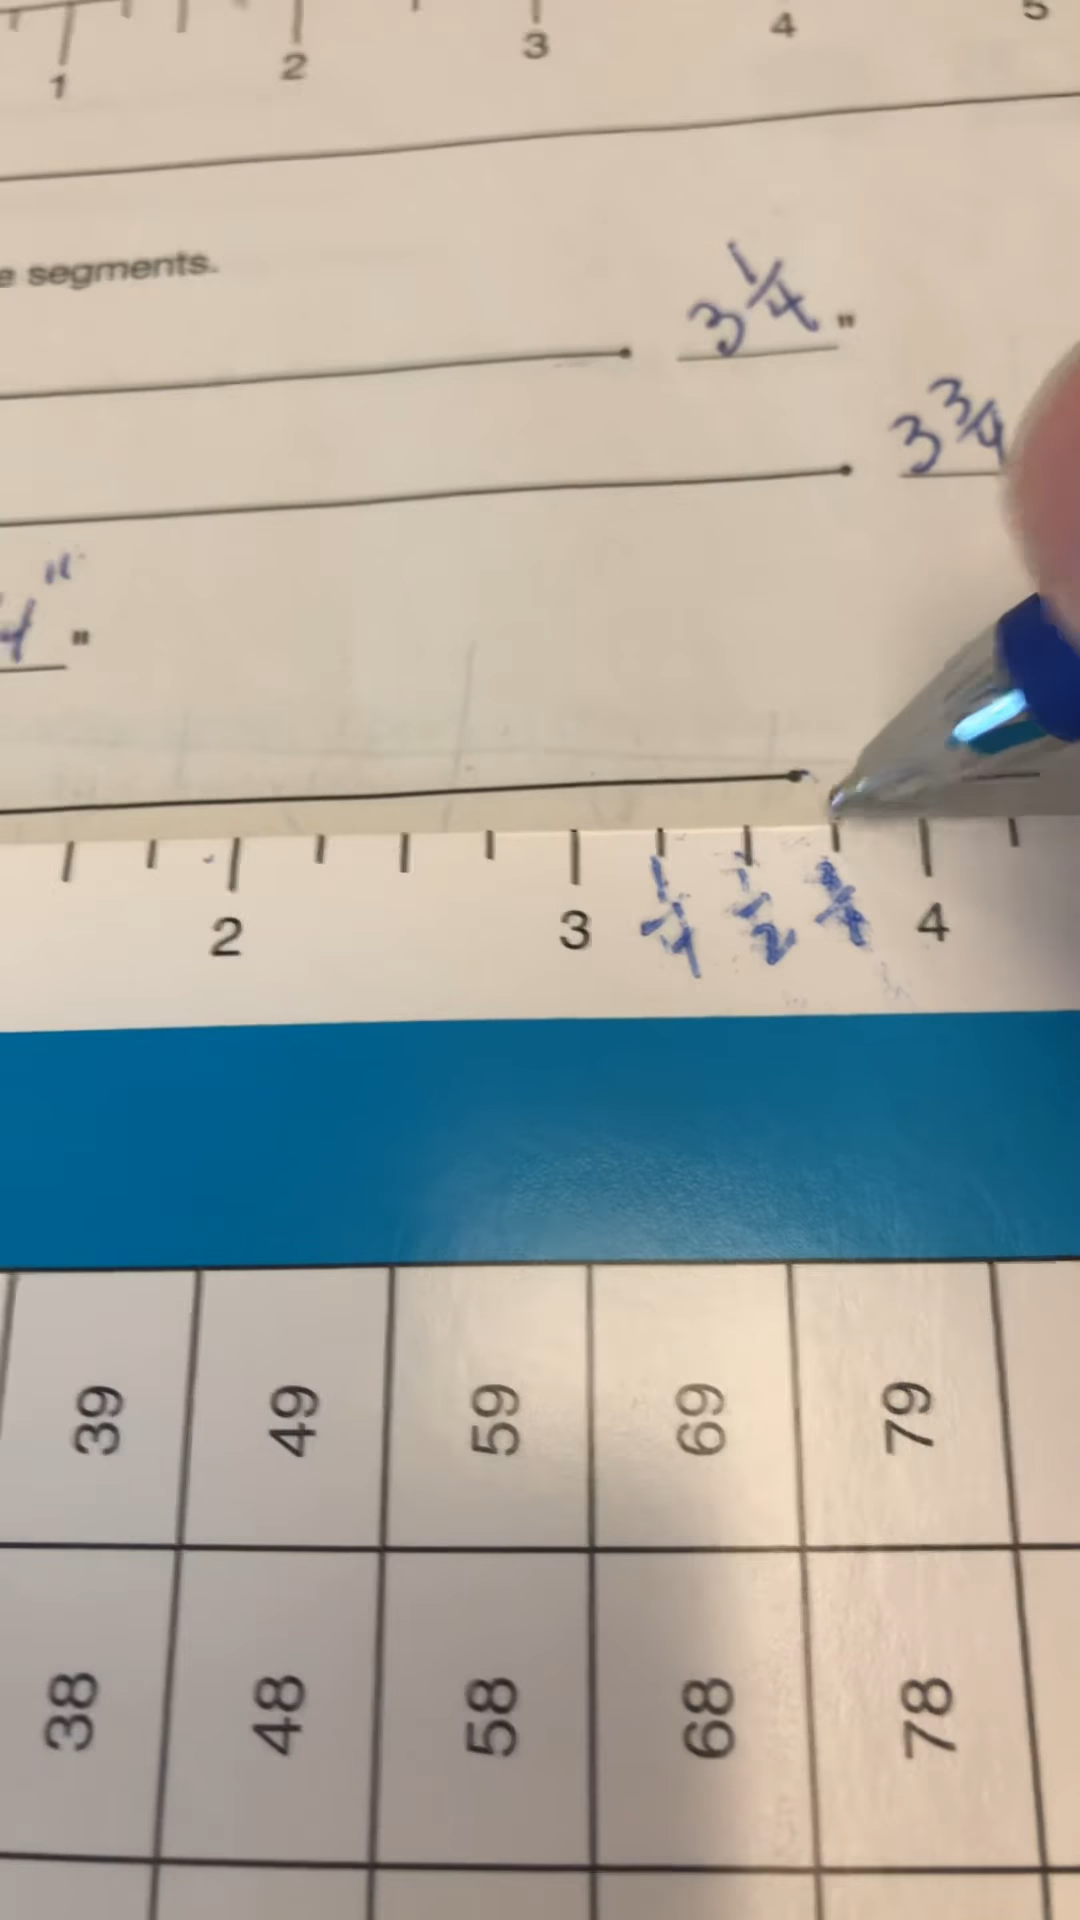 1 2 3 4 5
e segments.
3 1/4 "
3 3/4
4" "
2 3 1/4 1/2 3/4 4
39 49 59 69 79
38 48 58 68 78